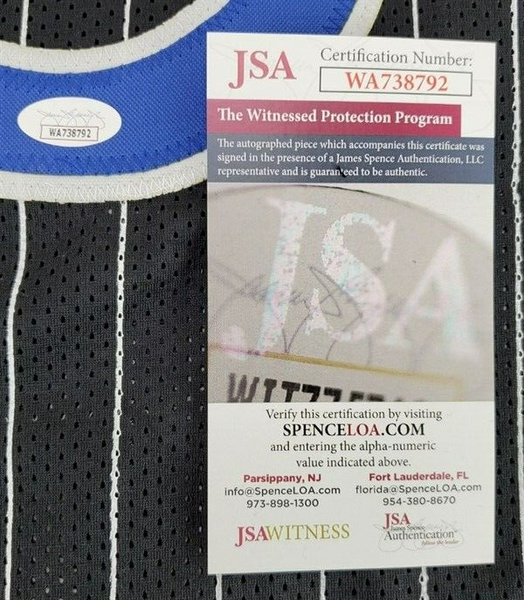 JSA
Certification Number:
WA738792
WA738792
The Witnessed Protection Program
The autographed piece which accompanies this certificate was
signed in the presence of a James Spence Authentication, LLC
representative and is guaranteed to be authentic.
JSA
Verify this certification by visiting
SPENCELOA.COM
and entering the alpha-numeric
value indicated above.
Parsippany, NJ
info@SpenceLOA.com
973-898-1300
Fort Lauderdale, FL
florida@SpenceLOA.com
954-380-8670
JSAWITNESS
JSA
James Spence
Authentication